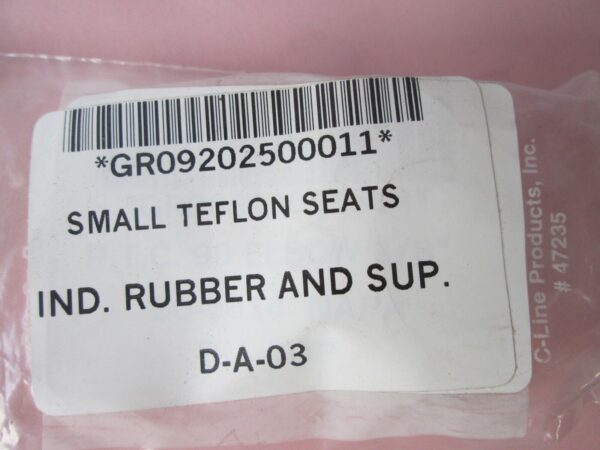 *GR09202500011*
SMALL TEFLON SEATS
IND. RUBBER AND SUP.
D-A-03
C-Line Products, Inc.
# 47235